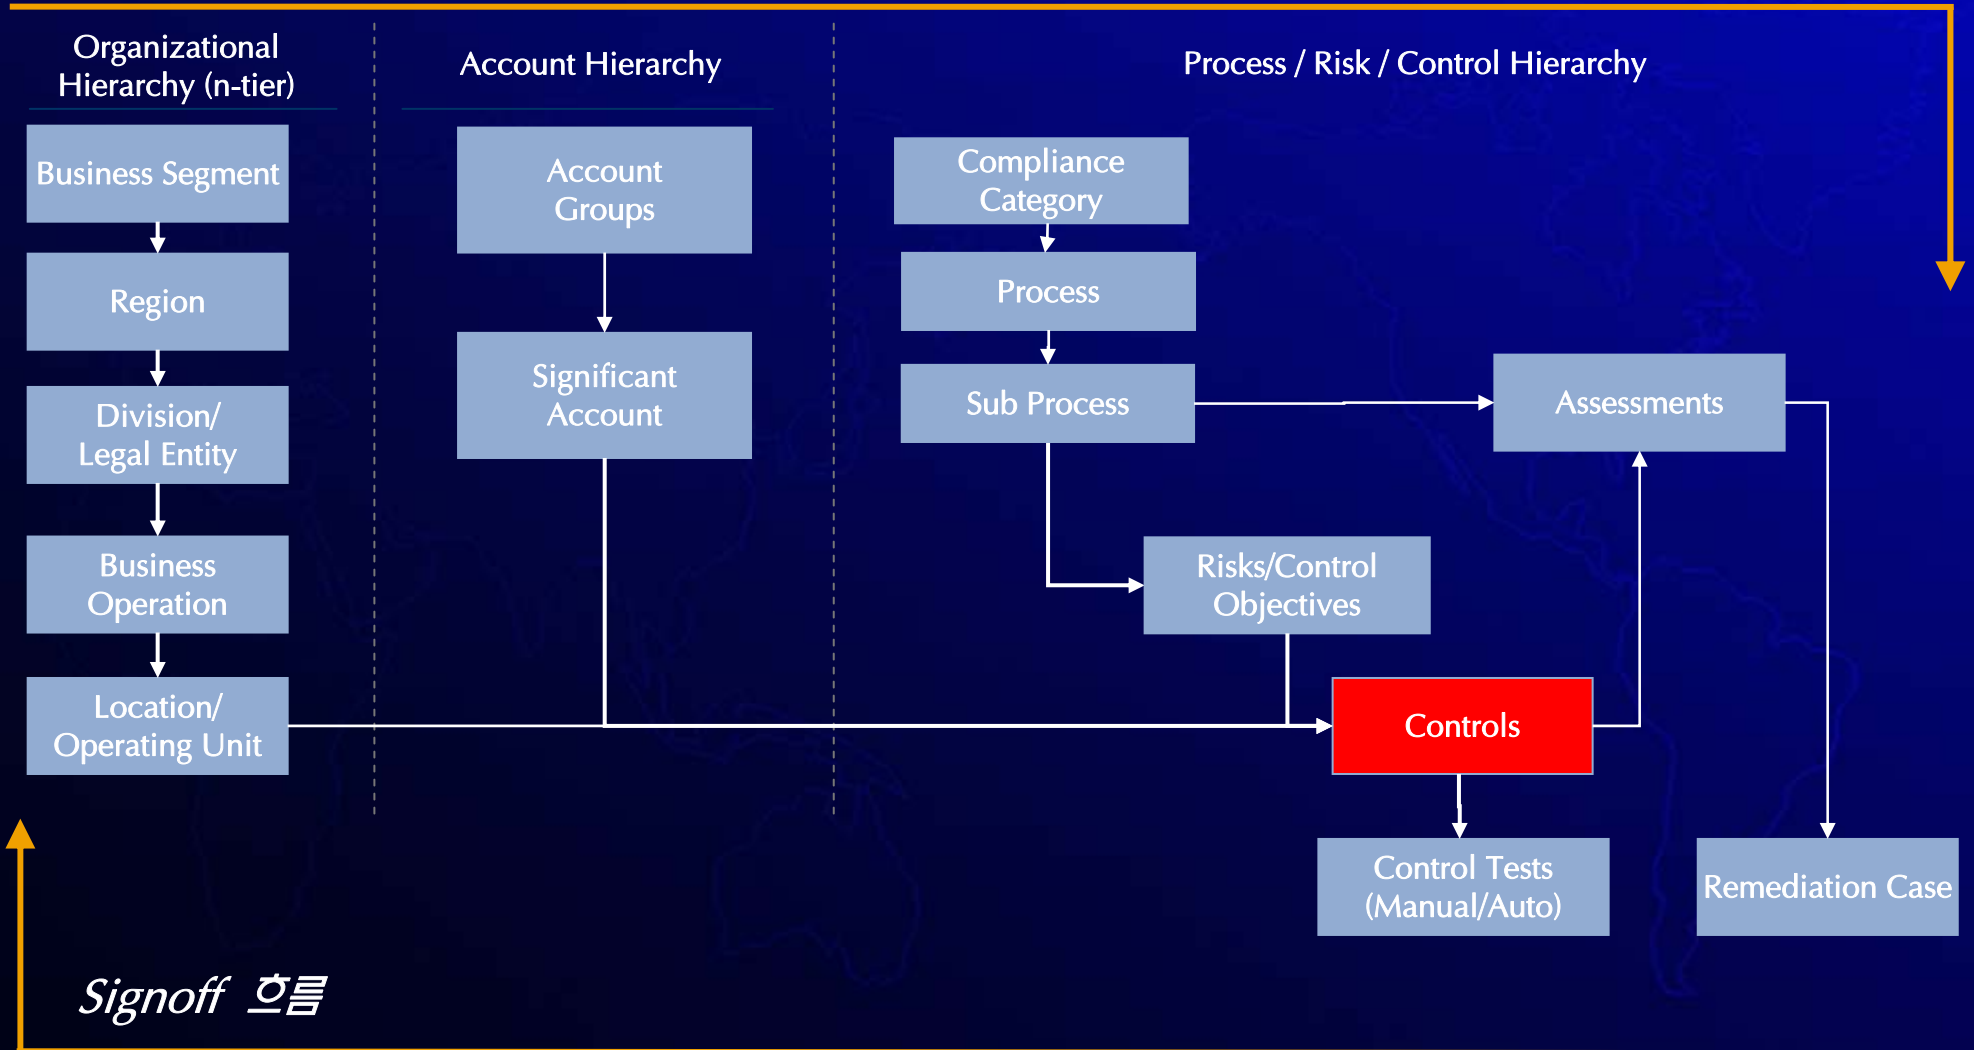 Organizational
Hierarchy (n-tier)
Business Segment
Region
Division/
Legal Entity
Business
Operation
Location/
Operating Unit
Account Hierarchy
Account
Groups
Significant
Account
Process / Risk / Control Hierarchy
Compliance
Category
Process
Sub Process
Assessments
Risks/Control
Objectives
Controls
Control Tests
(Manual/Auto)
Remediation Case
Signoff 흐름